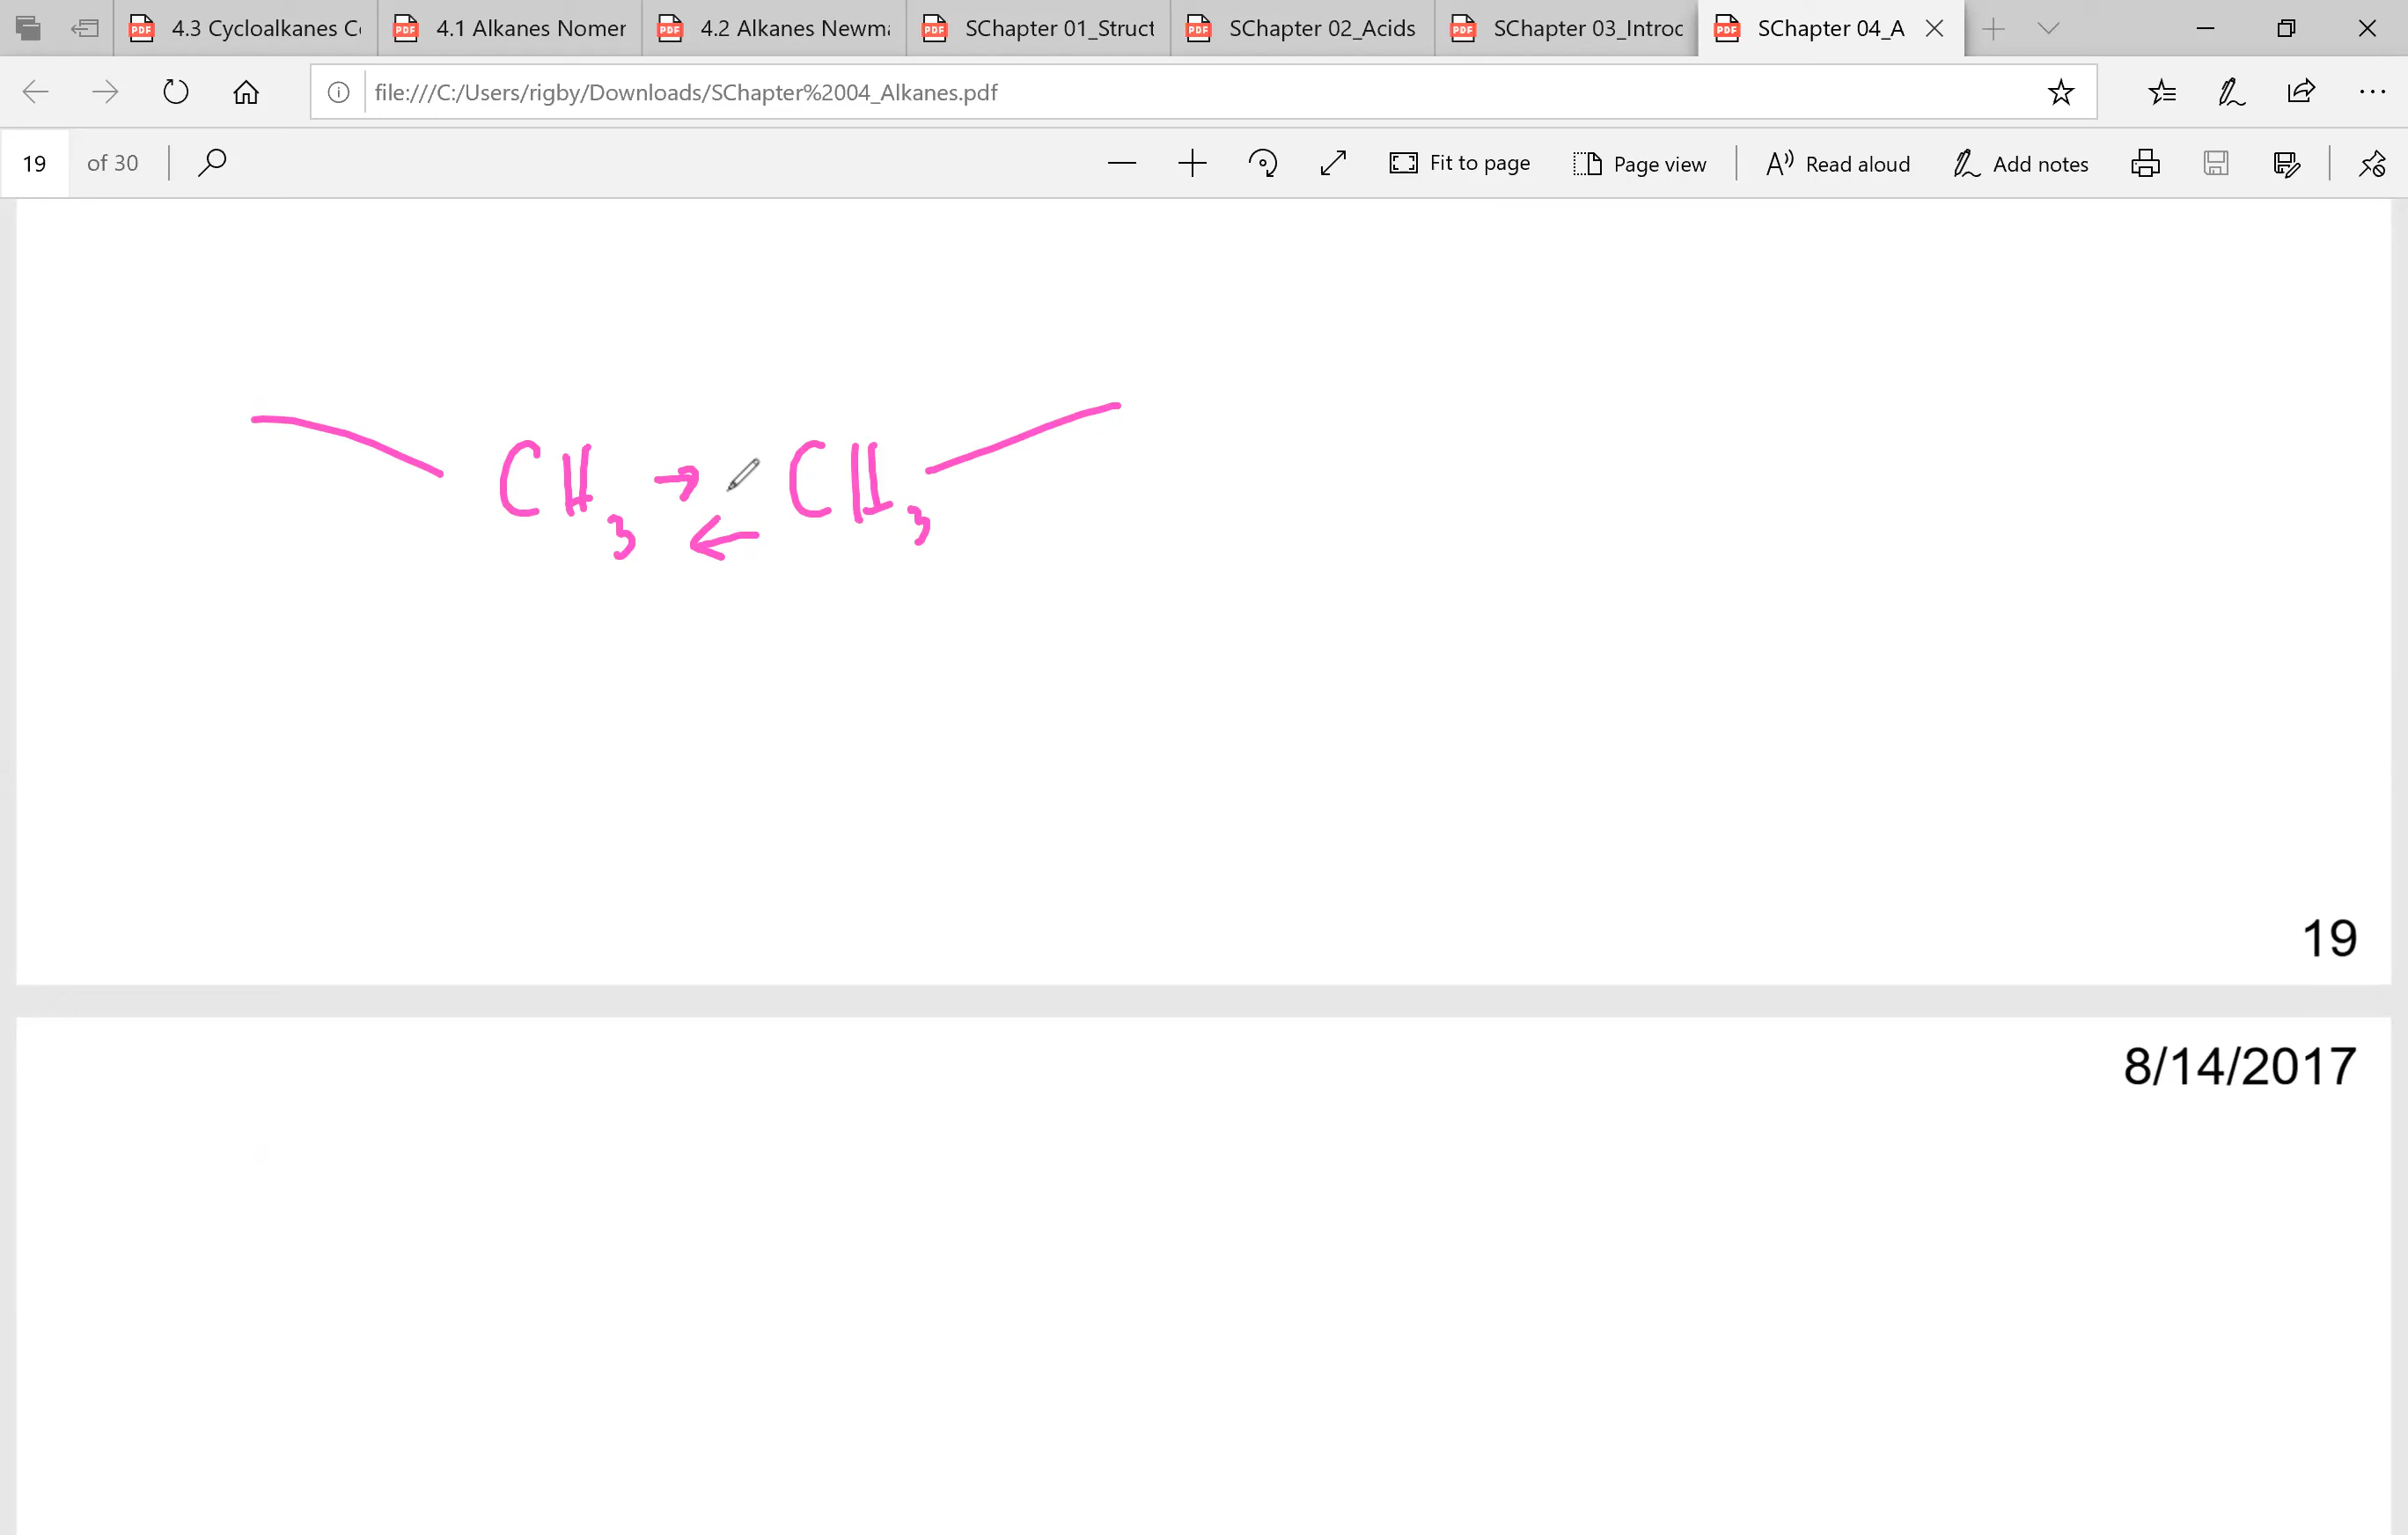 4.3 Cycloalkanes C 4.1 Alkanes Nomer 4.2 Alkanes Newma SChapter 01_Struct SChapter 02_Acids SChapter 03_Introc SChapter 04_A
file:///C:/Users/rigby/Downloads/SChapter%2004_Alkanes.pdf
19 of 30 Fit to page Page view Read aloud Add notes
CH3 → ← CH3
19
8/14/2017